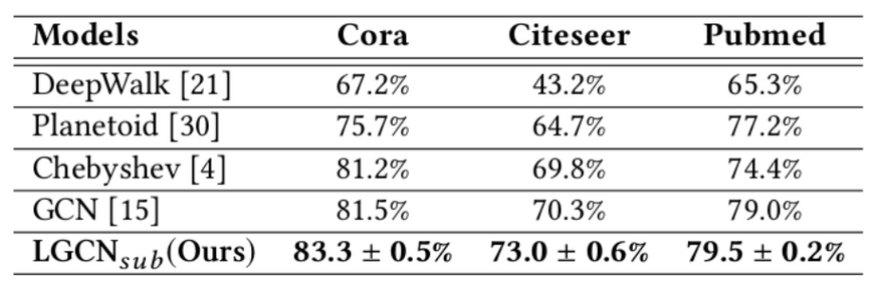 Models Cora Citeseer Pubmed
DeepWalk [21] 67.2% 43.2% 65.3%
Planetoid [30] 75.7% 64.7% 77.2%
Chebyshev [4] 81.2% 69.8% 74.4%
GCN [15] 81.5% 70.3% 79.0%
LGCNsub(Ours) 83.3 ± 0.5% 73.0 ± 0.6% 79.5 ± 0.2%